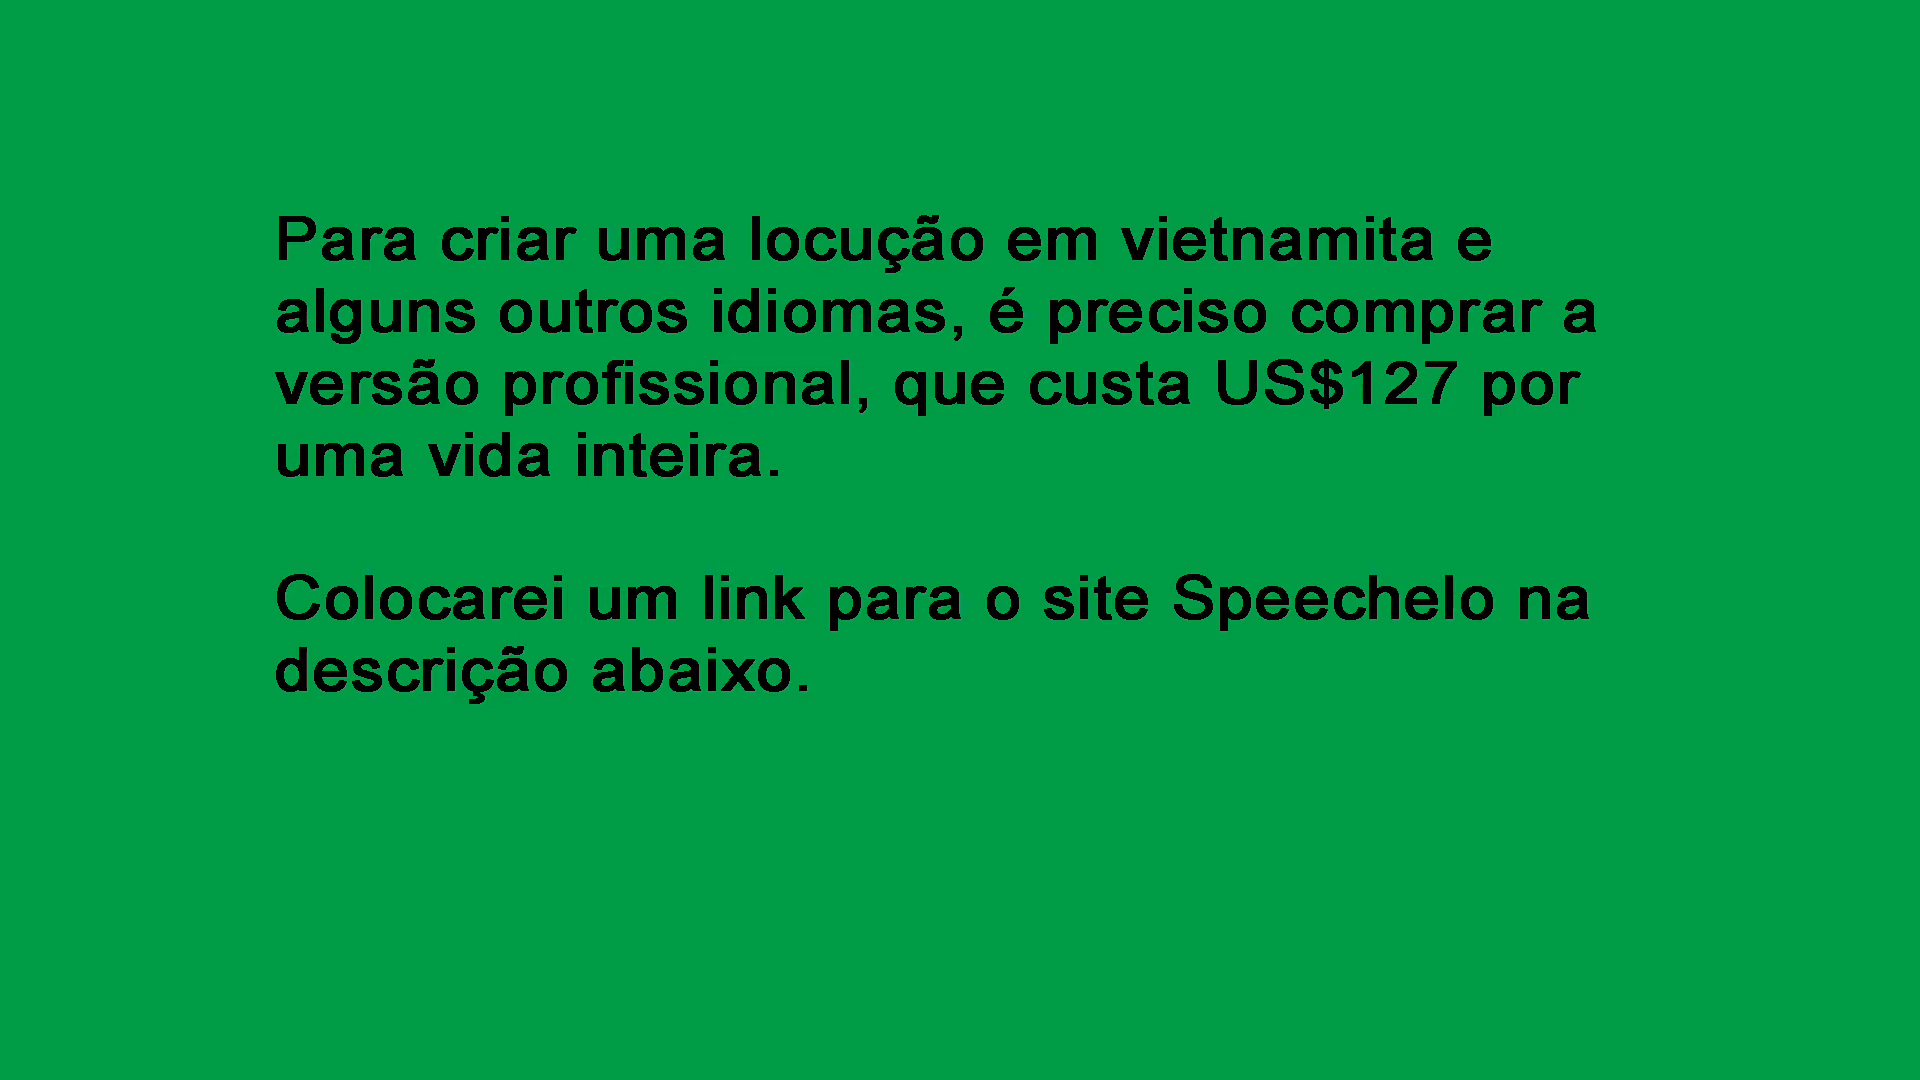 Para criar uma locução em vietnamita e
alguns outros idiomas, é preciso comprar a
versão profissional, que custa US$127 por
uma vida inteira.
Colocarei um link para o site Speechelo na
descrição abaixo.